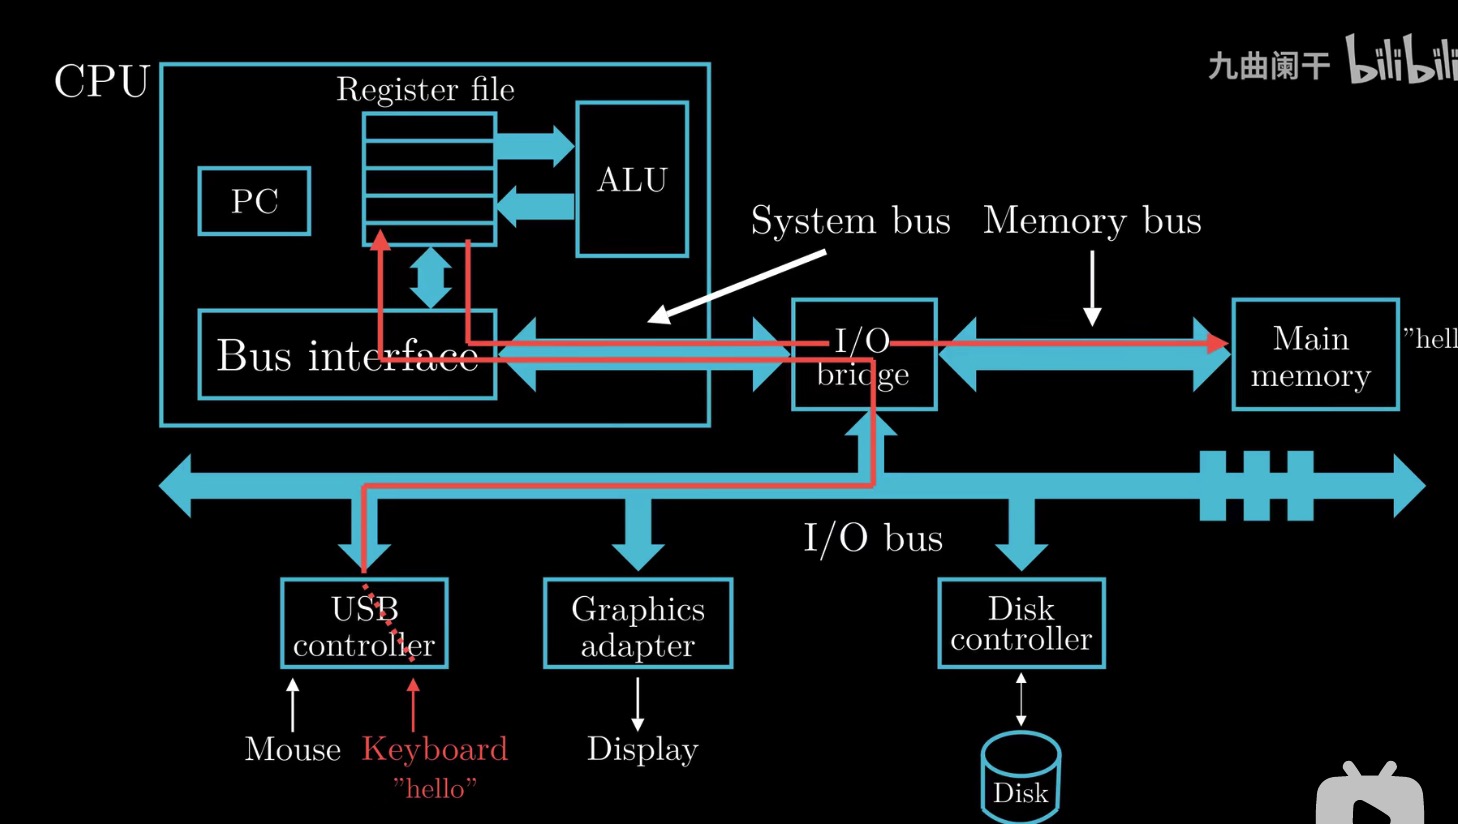 九曲阑干 bilibili
CPU
Register file
PC
ALU
System bus
Memory bus
Bus interface
I/O
bridge
Main
memory
"hell
I/O bus
USB
controller
Graphics
adapter
Disk
controller
Mouse
Keyboard
"hello"
Display
Disk